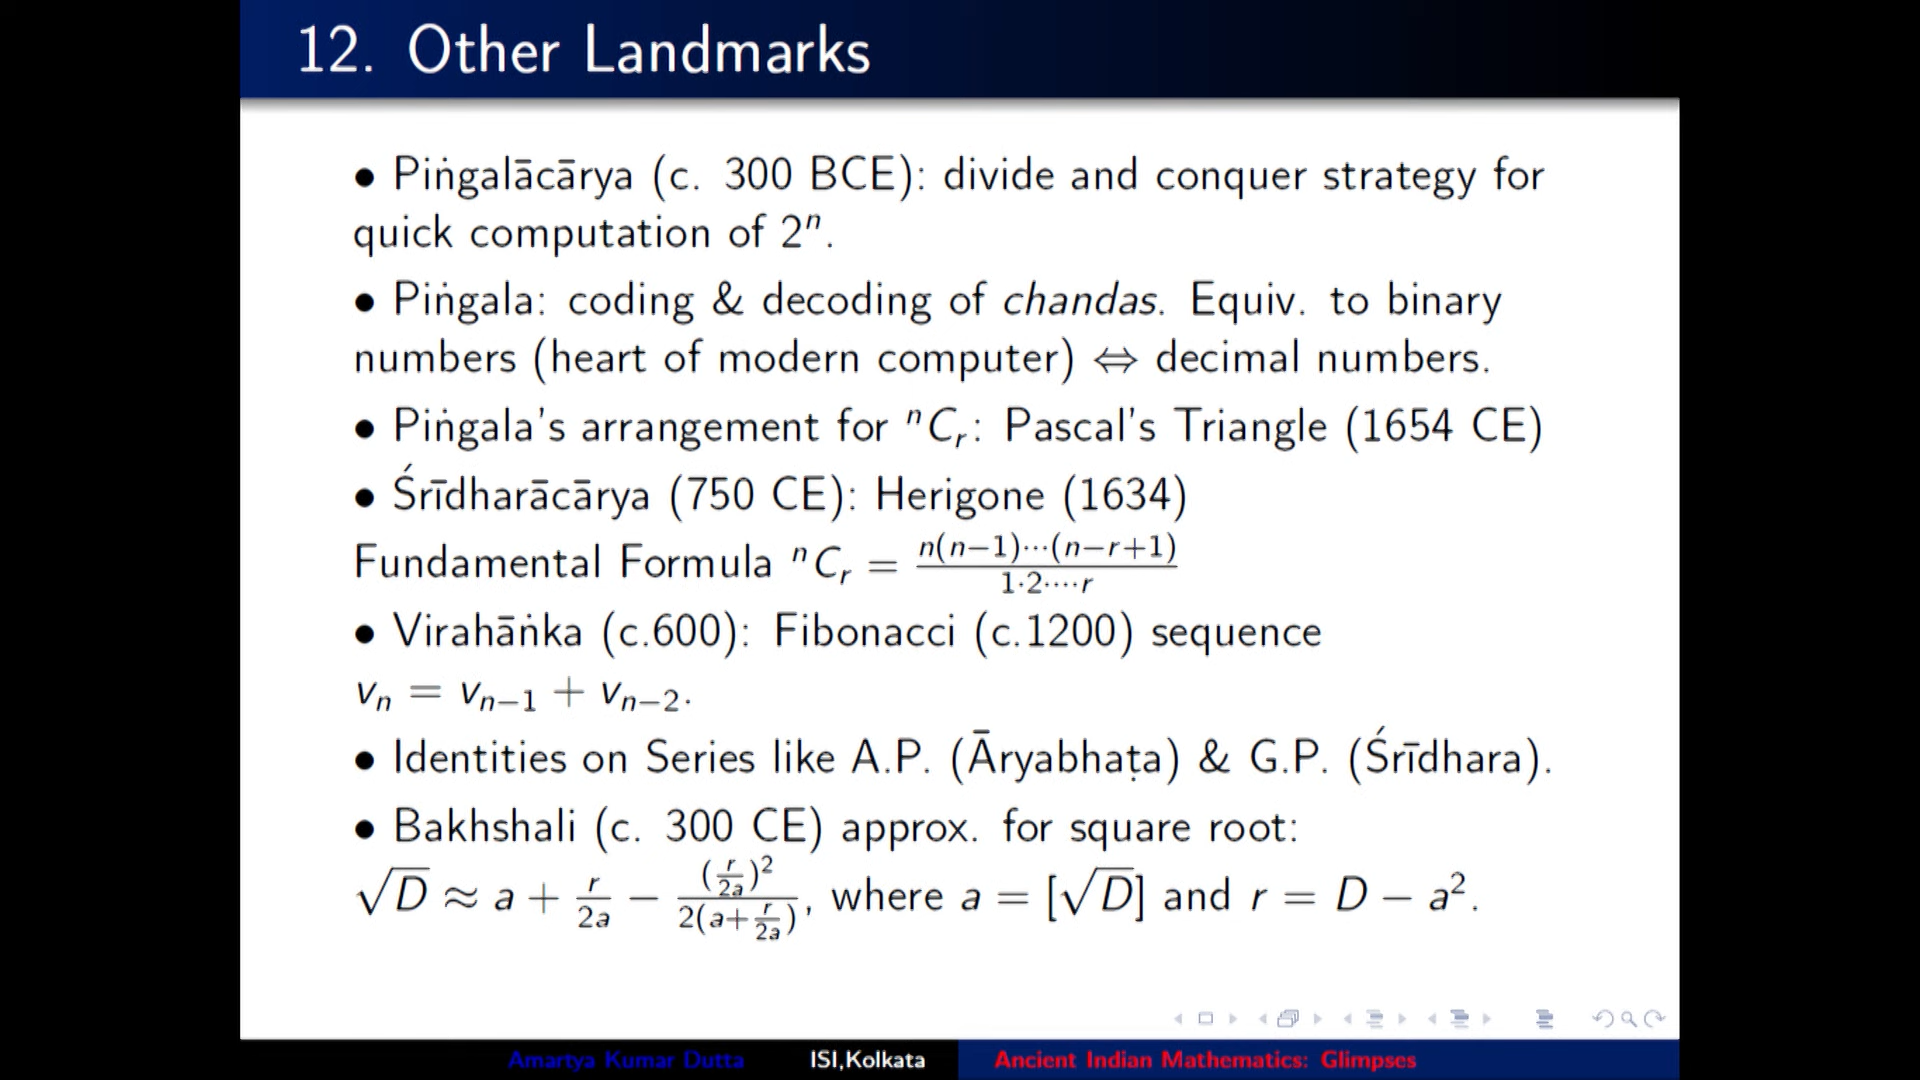 12. Other Landmarks
• Piṅgalācārya (c. 300 BCE): divide and conquer strategy for
quick computation of 2ⁿ.
• Piṅgala: coding & decoding of chandas. Equiv. to binary
numbers (heart of modern computer) ⇔ decimal numbers.
• Piṅgala's arrangement for ⁿCᵣ: Pascal's Triangle (1654 CE)
• Śrīdharācārya (750 CE): Herigone (1634)
Fundamental Formula ⁿCᵣ = n(n−1)⋯(n−r+1) / 1·2·⋯·r
• Virahāṅka (c.600): Fibonacci (c.1200) sequence
vₙ = vₙ₋₁ + vₙ₋₂.
• Identities on Series like A.P. (Āryabhaṭa) & G.P. (Śrīdhara).
• Bakhshali (c. 300 CE) approx. for square root:
√D ≈ a + r/2a − (r/2a)² / 2(a+r/2a), where a = [√D] and r = D − a².
Amartya Kumar Dutta ISI,Kolkata Ancient Indian Mathematics: Glimpses